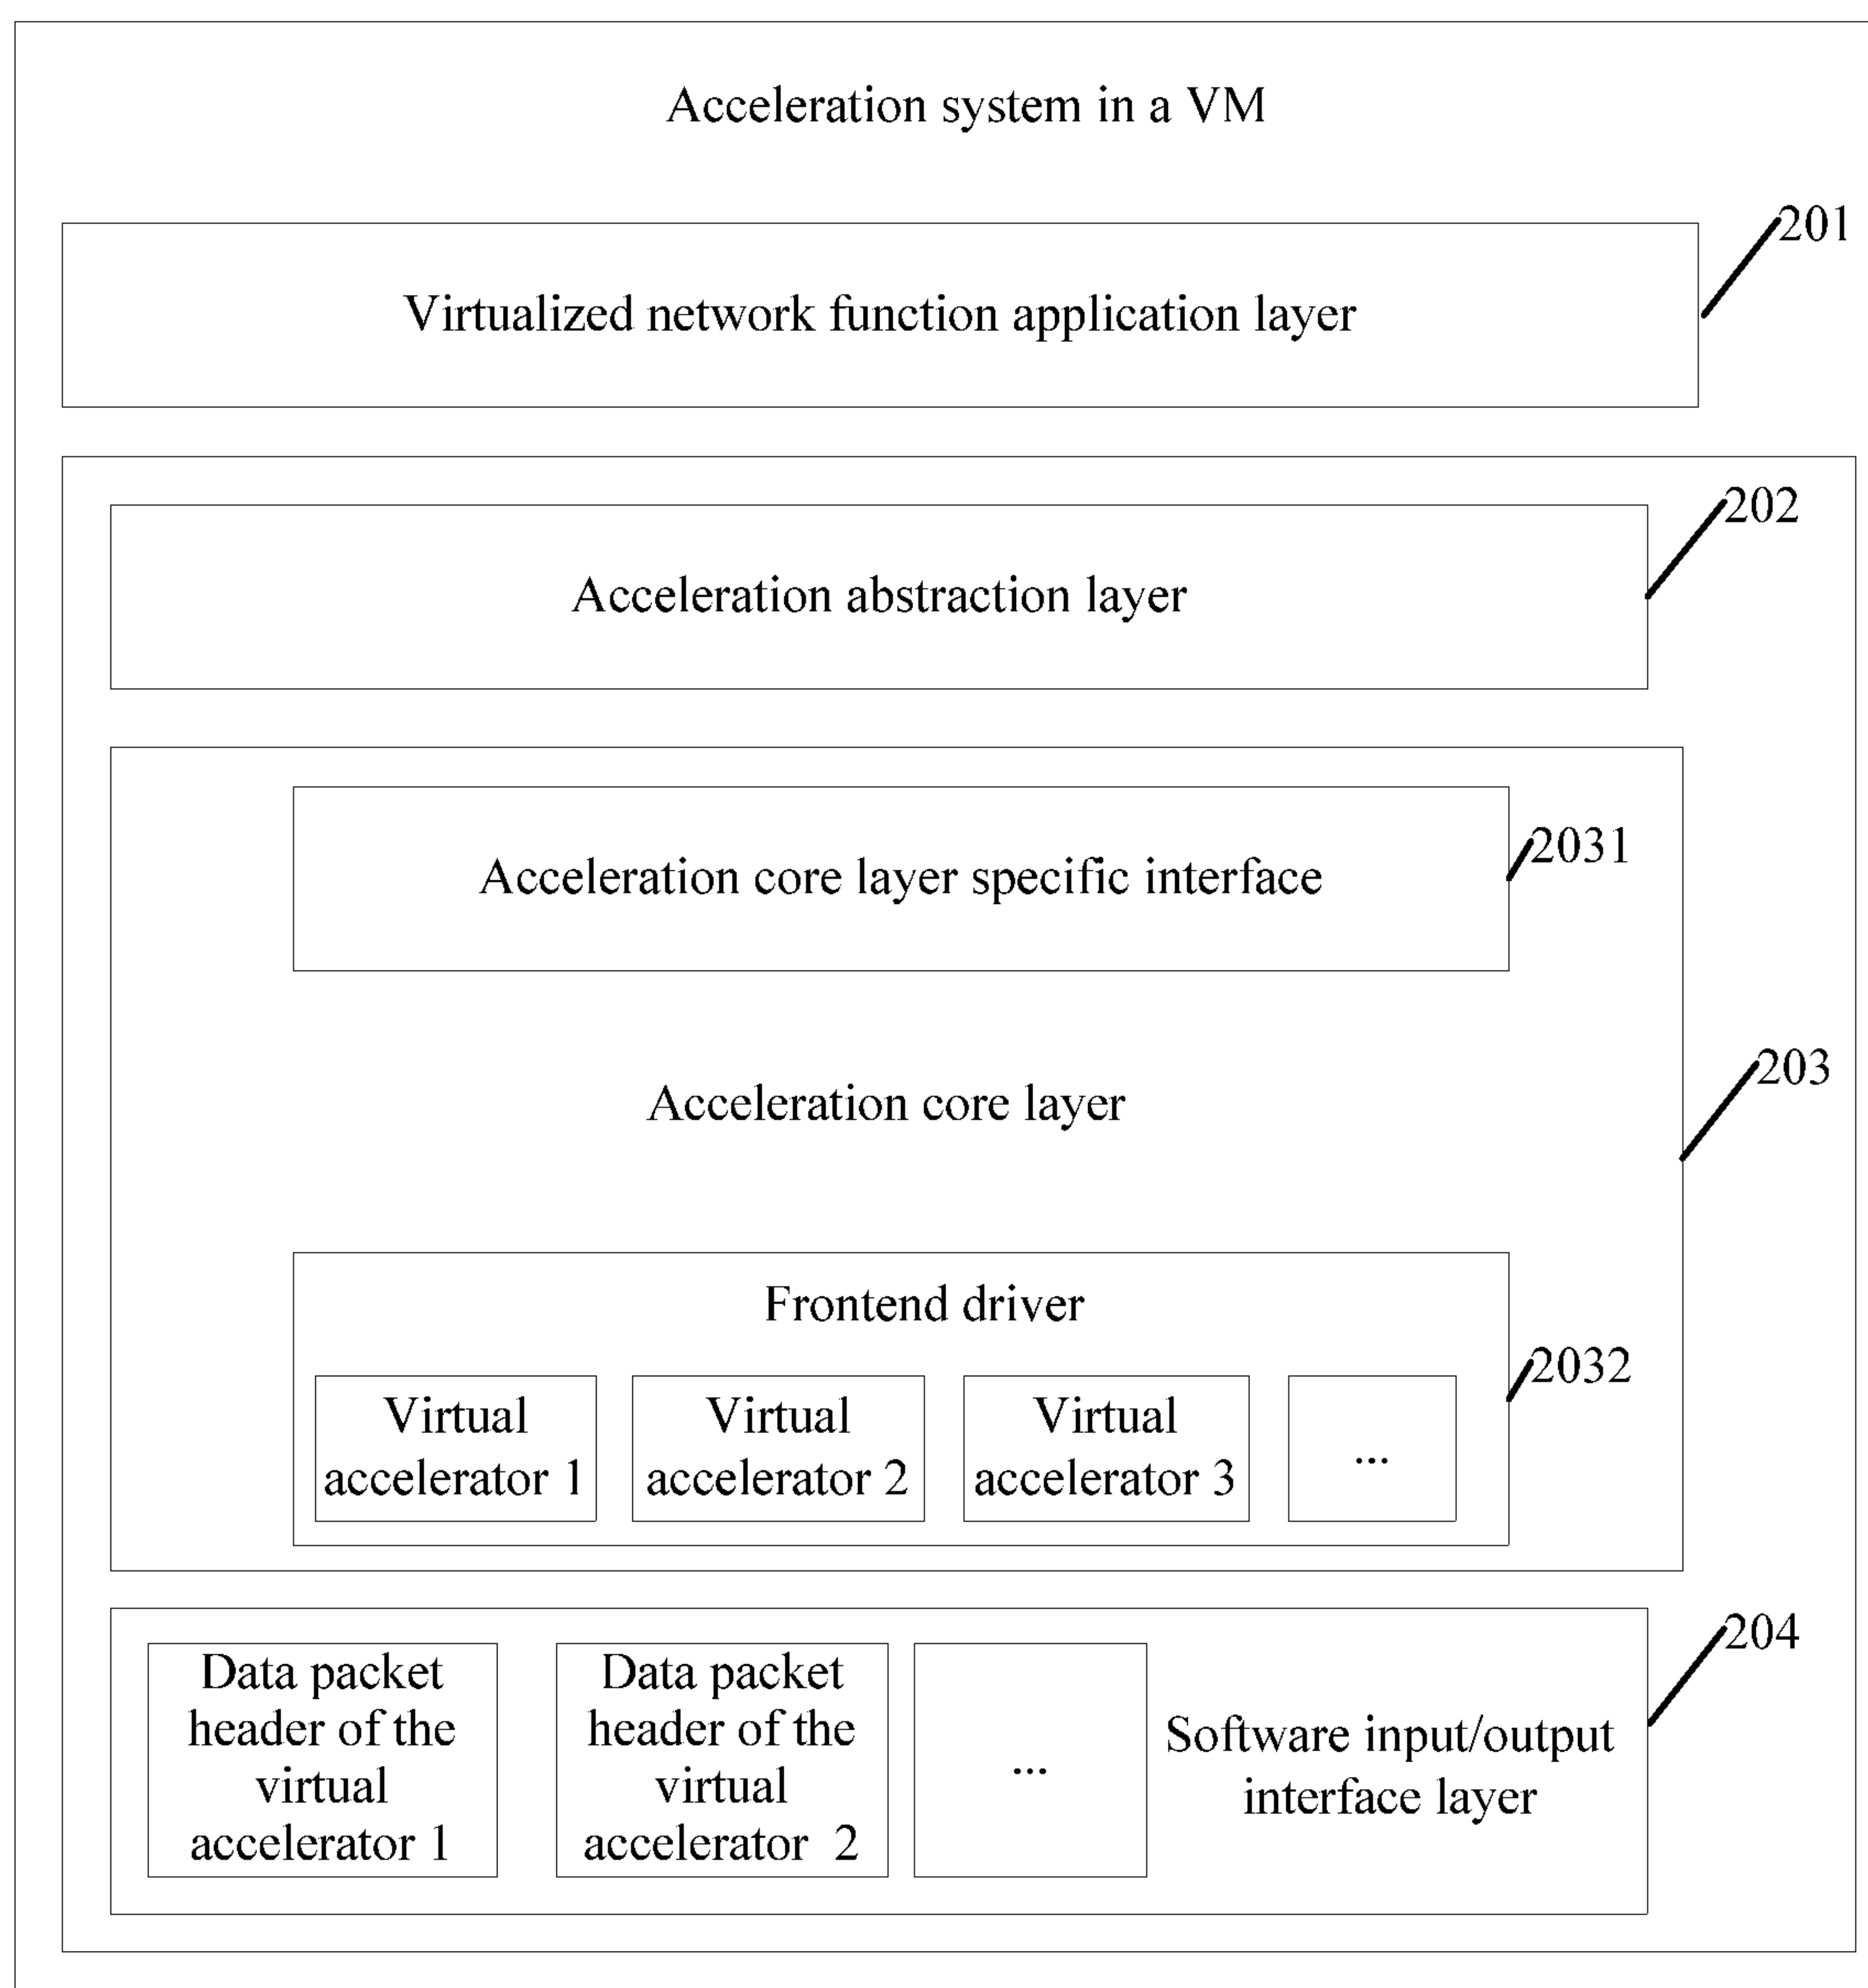 Acceleration system in a VM
201
Virtualized network function application layer
202
Acceleration abstraction layer
2031
Acceleration core layer specific interface
203
Acceleration core layer
Frontend driver
2032
Virtual
accelerator 1
Virtual
accelerator 2
Virtual
accelerator 3
...
204
Data packet
header of the
virtual
accelerator 1
Data packet
header of the
virtual
accelerator 2
...
Software input/output
interface layer